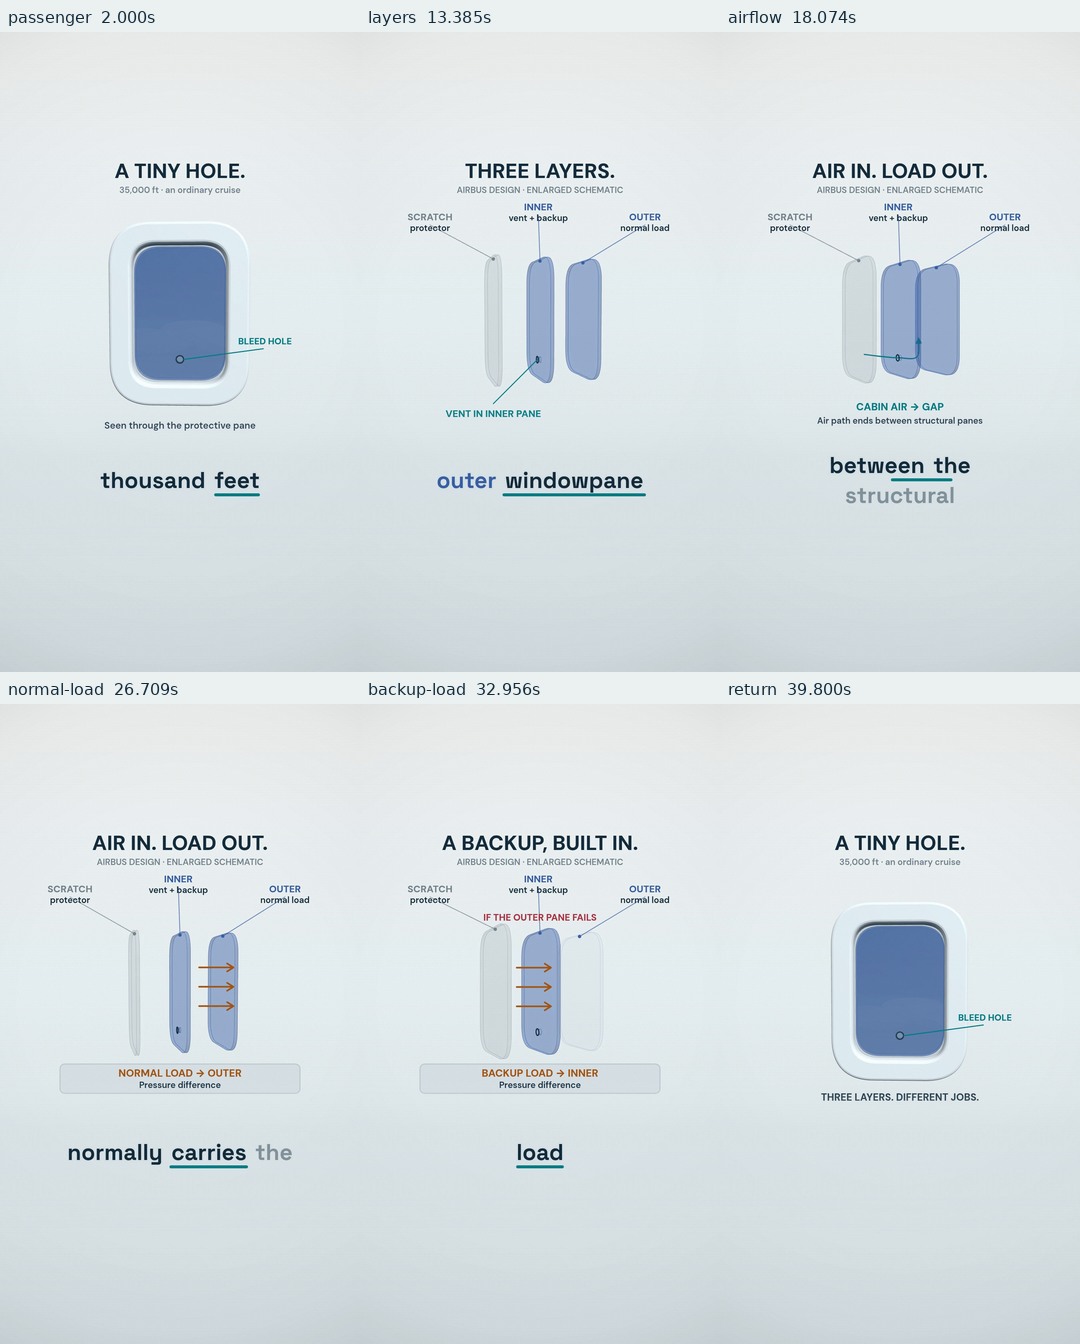 passenger 2.000s
A TINY HOLE.
35,000 ft · an ordinary cruise
BLEED HOLE
Seen through the protective pane
thousand feet
layers 13.385s
THREE LAYERS.
AIRBUS DESIGN · ENLARGED SCHEMATIC
SCRATCH
protector
INNER
vent + backup
OUTER
normal load
VENT IN INNER PANE
outer windowpane
airflow 18.074s
AIR IN. LOAD OUT.
AIRBUS DESIGN · ENLARGED SCHEMATIC
SCRATCH
protector
INNER
vent + backup
OUTER
normal load
CABIN AIR → GAP
Air path ends between structural panes
between the
structural
normal-load 26.709s
AIR IN. LOAD OUT.
AIRBUS DESIGN · ENLARGED SCHEMATIC
SCRATCH
protector
INNER
vent + backup
OUTER
normal load
NORMAL LOAD → OUTER
Pressure difference
normally carries the
backup-load 32.956s
A BACKUP, BUILT IN.
AIRBUS DESIGN · ENLARGED SCHEMATIC
SCRATCH
protector
INNER
vent + backup
OUTER
normal load
IF THE OUTER PANE FAILS
BACKUP LOAD → INNER
Pressure difference
load
return 39.800s
A TINY HOLE.
35,000 ft · an ordinary cruise
BLEED HOLE
THREE LAYERS. DIFFERENT JOBS.